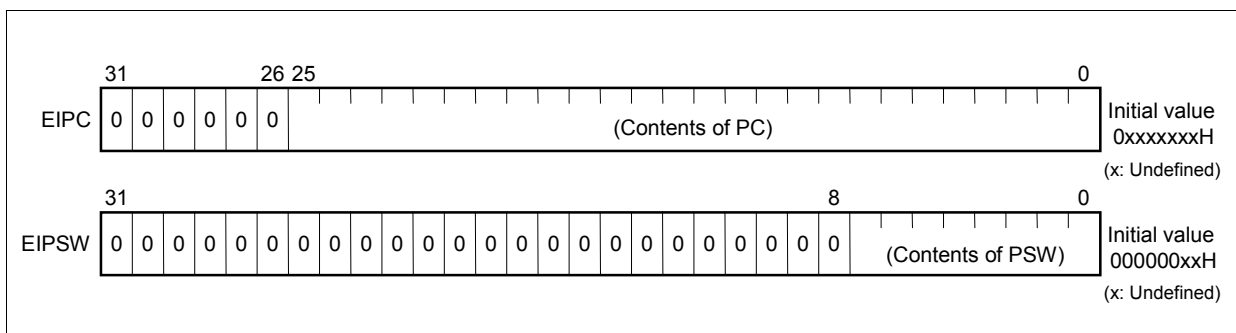 31 26 25 0
EIPC 0 0 0 0 0 0 (Contents of PC) Initial value
0xxxxxxxH
(x: Undefined)
31 8 0
EIPSW 0 0 0 0 0 0 0 0 0 0 0 0 0 0 0 0 0 0 0 0 0 0 0 0 (Contents of PSW) Initial value
000000xxH
(x: Undefined)